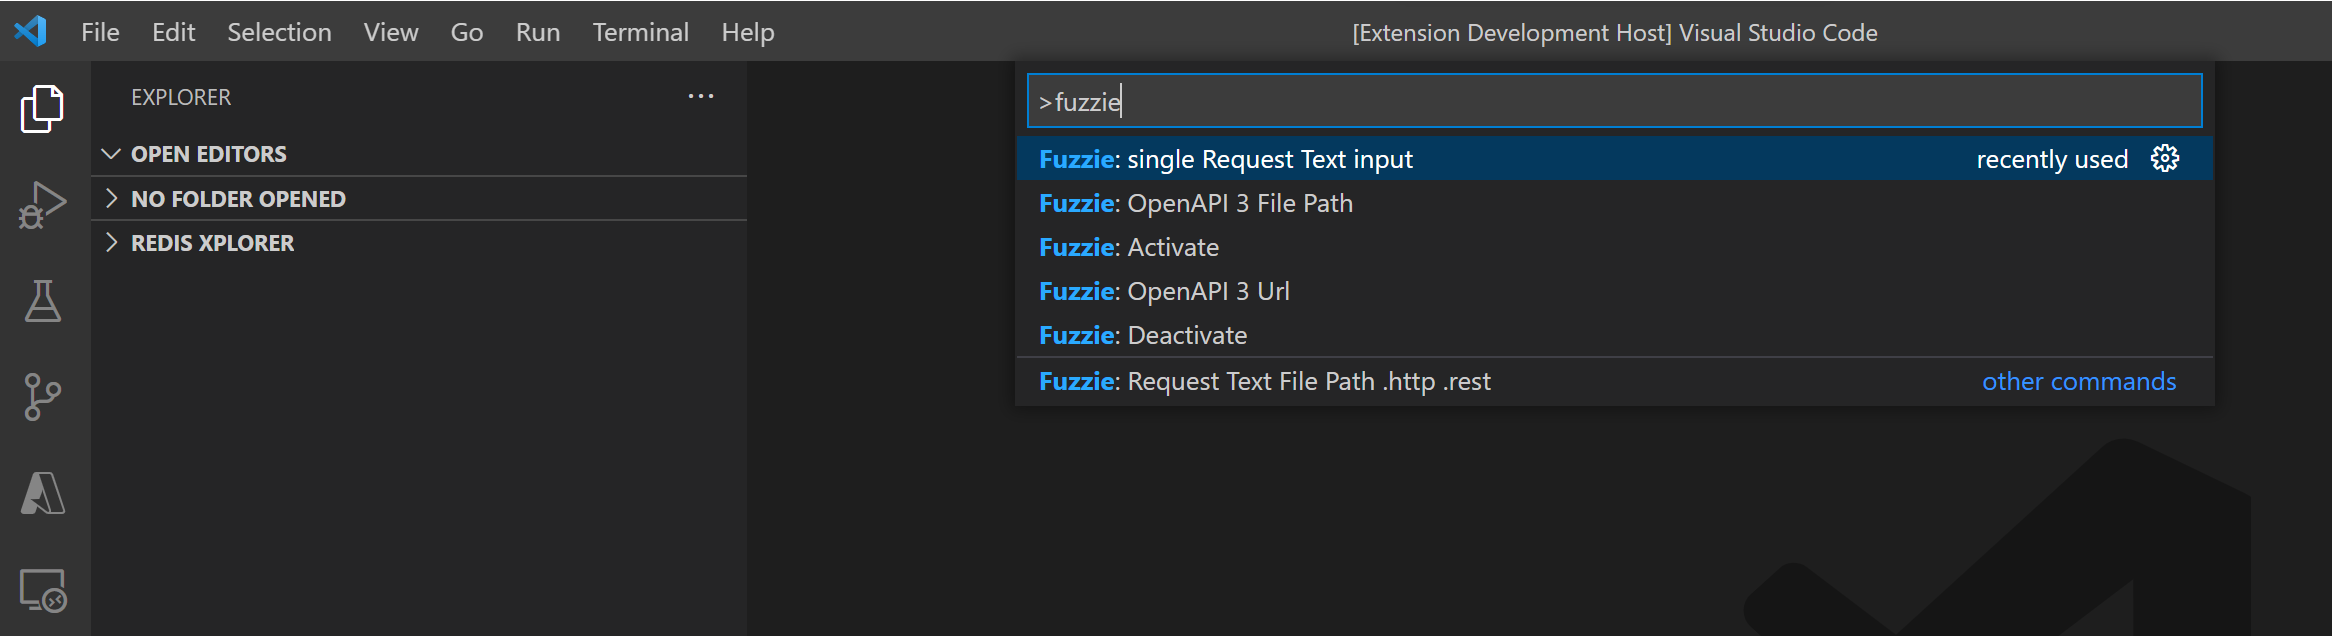 File Edit Selection View Go Run Terminal Help [Extension Development Host] Visual Studio Code
EXPLORER
OPEN EDITORS
NO FOLDER OPENED
REDIS XPLORER
>fuzzie
Fuzzie: single Request Text input recently used
Fuzzie: OpenAPI 3 File Path
Fuzzie: Activate
Fuzzie: OpenAPI 3 Url
Fuzzie: Deactivate
Fuzzie: Request Text File Path .http .rest other commands